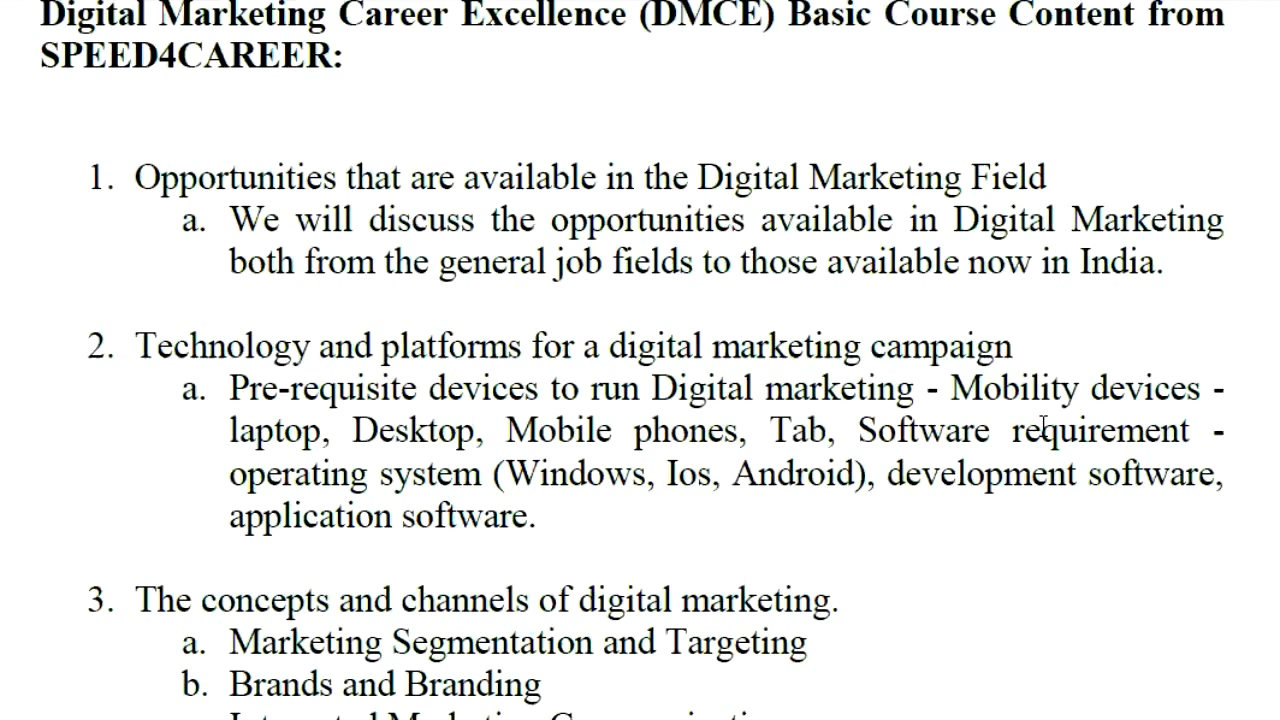 Digital Marketing Career Excellence (DMCE) Basic Course Content from
SPEED4CAREER:
1. Opportunities that are available in the Digital Marketing Field
a. We will discuss the opportunities available in Digital Marketing
both from the general job fields to those available now in India.
2. Technology and platforms for a digital marketing campaign
a. Pre-requisite devices to run Digital marketing - Mobility devices -
laptop, Desktop, Mobile phones, Tab, Software requirement -
operating system (Windows, Ios, Android), development software,
application software.
3. The concepts and channels of digital marketing.
a. Marketing Segmentation and Targeting
b. Brands and Branding